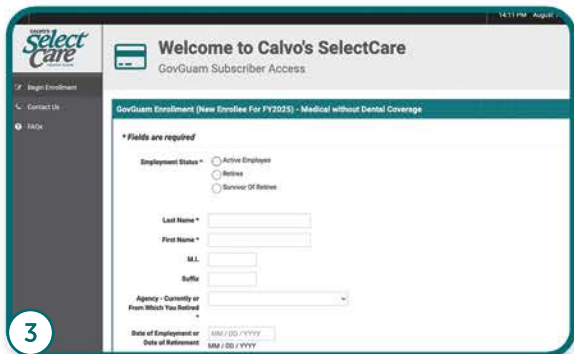 14:11 PM August
CALVO'S
Select
Care
Welcome to Calvo's SelectCare
GovGuam Subscriber Access
Begin Enrollment
Contact Us
FAQs
GovGuam Enrollment (New Enrollee For FY2025) - Medical without Dental Coverage
* Fields are required
Employment Status *
Active Employee
Retiree
Survivor Of Retiree
Last Name *
First Name *
M.I.
Suffix
Agency - Currently or
From Which You Retired
*
Date of Employment or
Date of Retirement
MM / DD / YYYY
MM / DD / YYYY
3